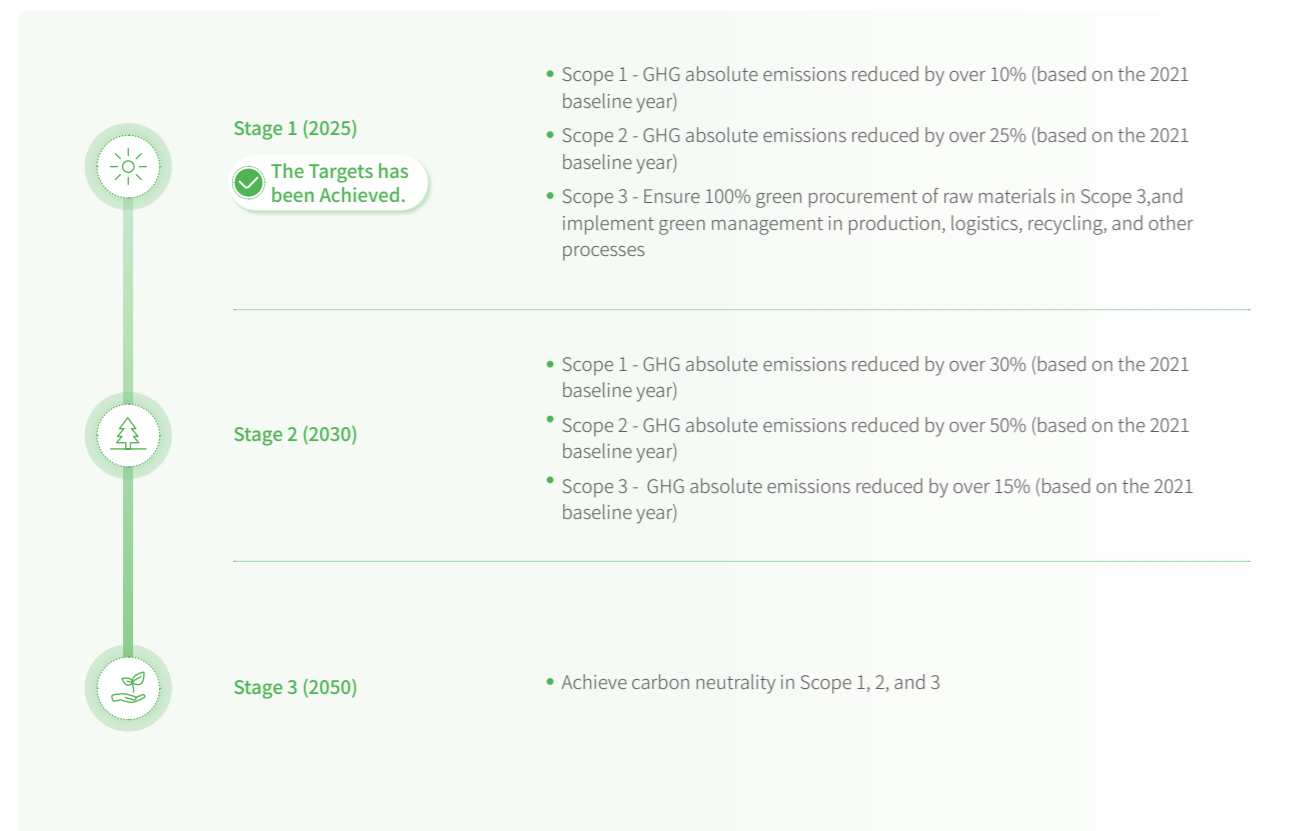 Stage 1 (2025)
The Targets has
been Achieved.
• Scope 1 - GHG absolute emissions reduced by over 10% (based on the 2021
baseline year)
• Scope 2 - GHG absolute emissions reduced by over 25% (based on the 2021
baseline year)
• Scope 3 - Ensure 100% green procurement of raw materials in Scope 3,and
implement green management in production, logistics, recycling, and other
processes
Stage 2 (2030)
• Scope 1 - GHG absolute emissions reduced by over 30% (based on the 2021
baseline year)
• Scope 2 - GHG absolute emissions reduced by over 50% (based on the 2021
baseline year)
• Scope 3 -  GHG absolute emissions reduced by over 15% (based on the 2021
baseline year)
Stage 3 (2050)
• Achieve carbon neutrality in Scope 1, 2, and 3